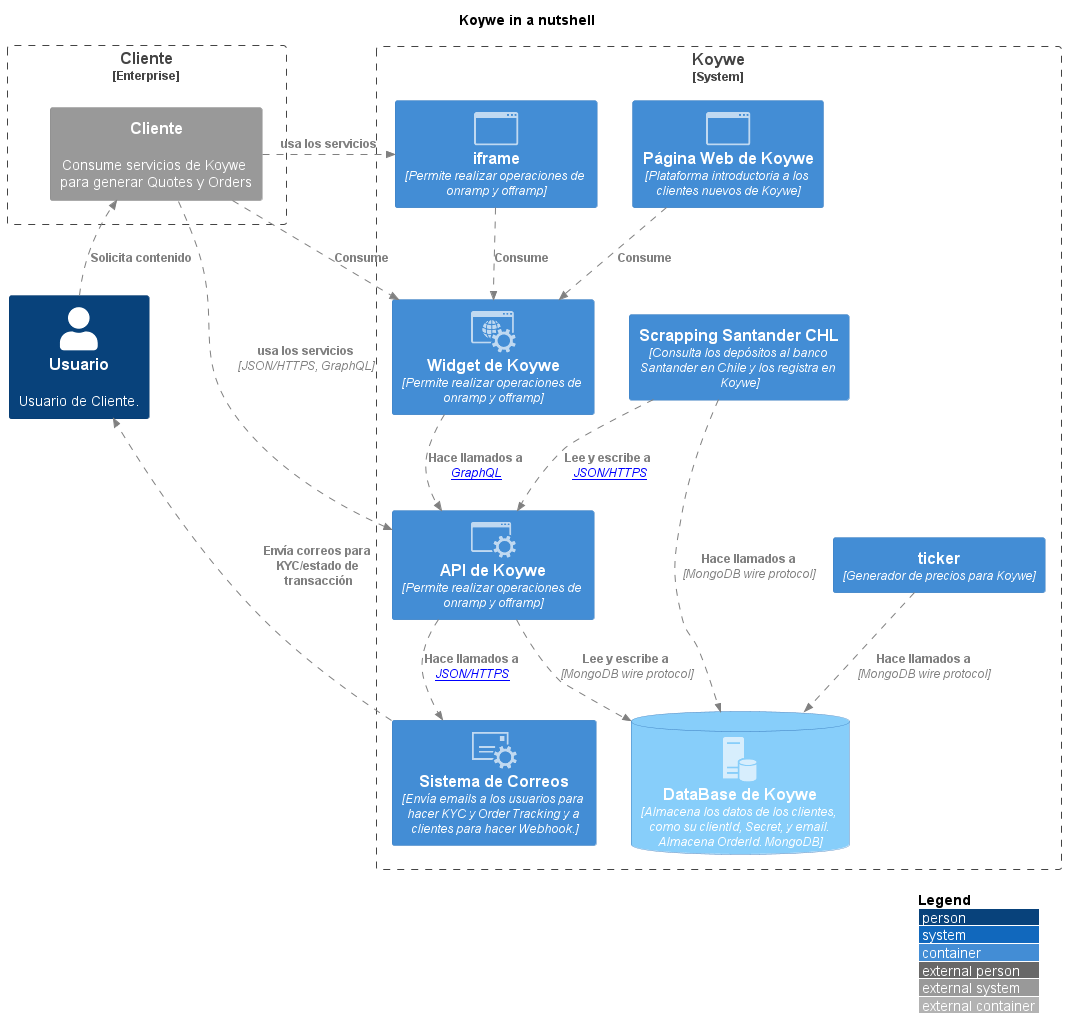 Koywe in a nutshell
Cliente
[Enterprise]
Cliente
Consume servicios de Koywe
para generar Quotes y Orders
Koywe
[System]
usa los servicios
iframe
[Permite realizar operaciones de
onramp y offramp]
Página Web de Koywe
[Plataforma introductoria a los
clientes nuevos de Koywe]
Solicita contenido
Consume
Consume
Consume
Usuario
Usuario de Cliente.
usa los servicios
[JSON/HTTPS, GraphQL]
Widget de Koywe
[Permite realizar operaciones de
onramp y offramp]
Scrapping Santander CHL
[Consulta los depósitos al banco
Santander en Chile y los registra en
Koywe]
Hace llamados a
GraphQL
Lee y escribe a
JSON/HTTPS
Envía correos para
KYC/estado de
transacción
API de Koywe
[Permite realizar operaciones de
onramp y offramp]
Hace llamados a
[MongoDB wire protocol]
ticker
[Generador de precios para Koywe]
Hace llamados a
JSON/HTTPS
Lee y escribe a
[MongoDB wire protocol]
Hace llamados a
[MongoDB wire protocol]
Sistema de Correos
[Envía emails a los usuarios para
hacer KYC y Order Tracking y a
clientes para hacer Webhook.]
DataBase de Koywe
[Almacena los datos de los clientes,
como su clientId, Secret, y email.
Almacena OrderId. MongoDB]
Legend
person
system
container
external person
external system
external container